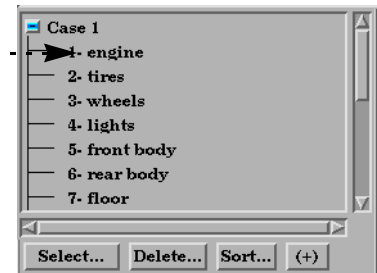 Case 1
1- engine
2- tires
3- wheels
4- lights
5- front body
6- rear body
7- floor
Select... Delete... Sort... (+)